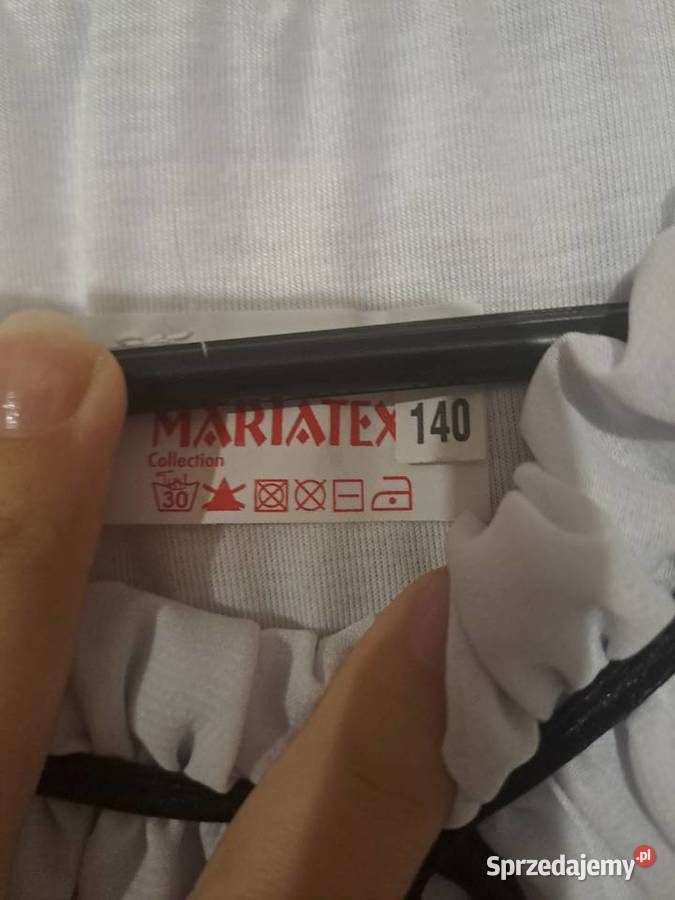 MARIATEX 140
Collection
30
Sprzedajemy.pl